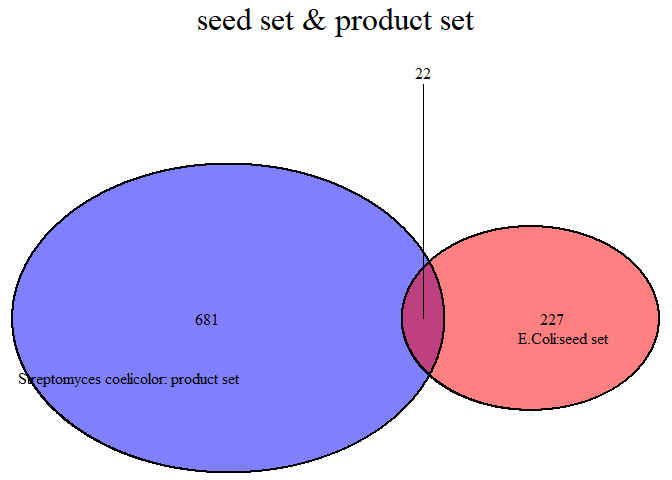 seed set & product set
22
681
227
E.Coli:seed set
Streptomyces coelicolor: product set